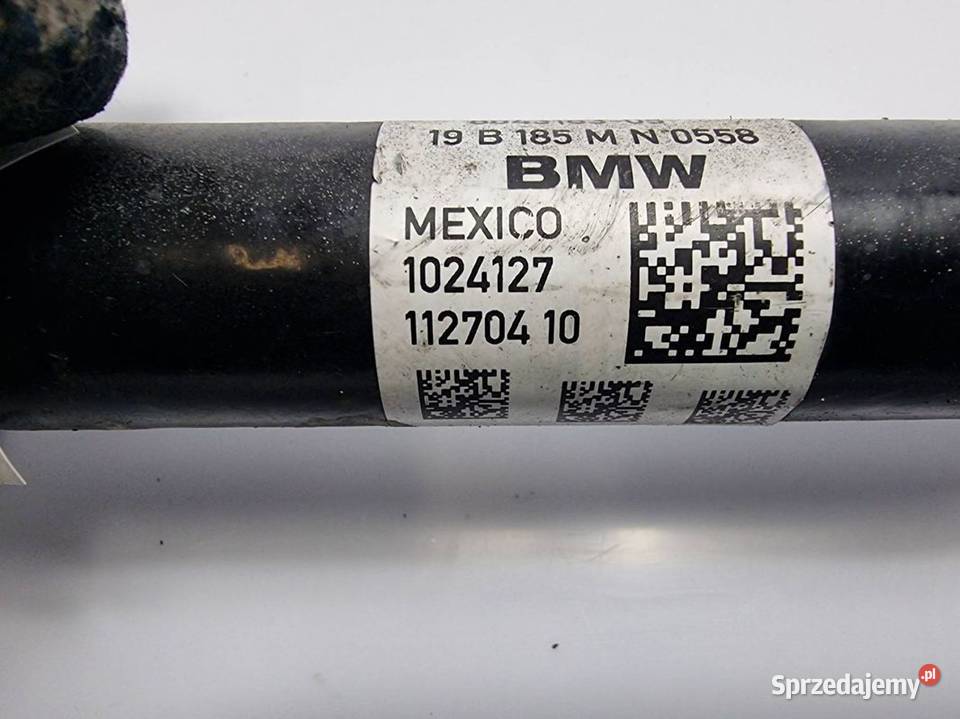 19 B 185 M N 0558
BMW
MEXICO
1024127
112704 10
Sprzedajemy.pl